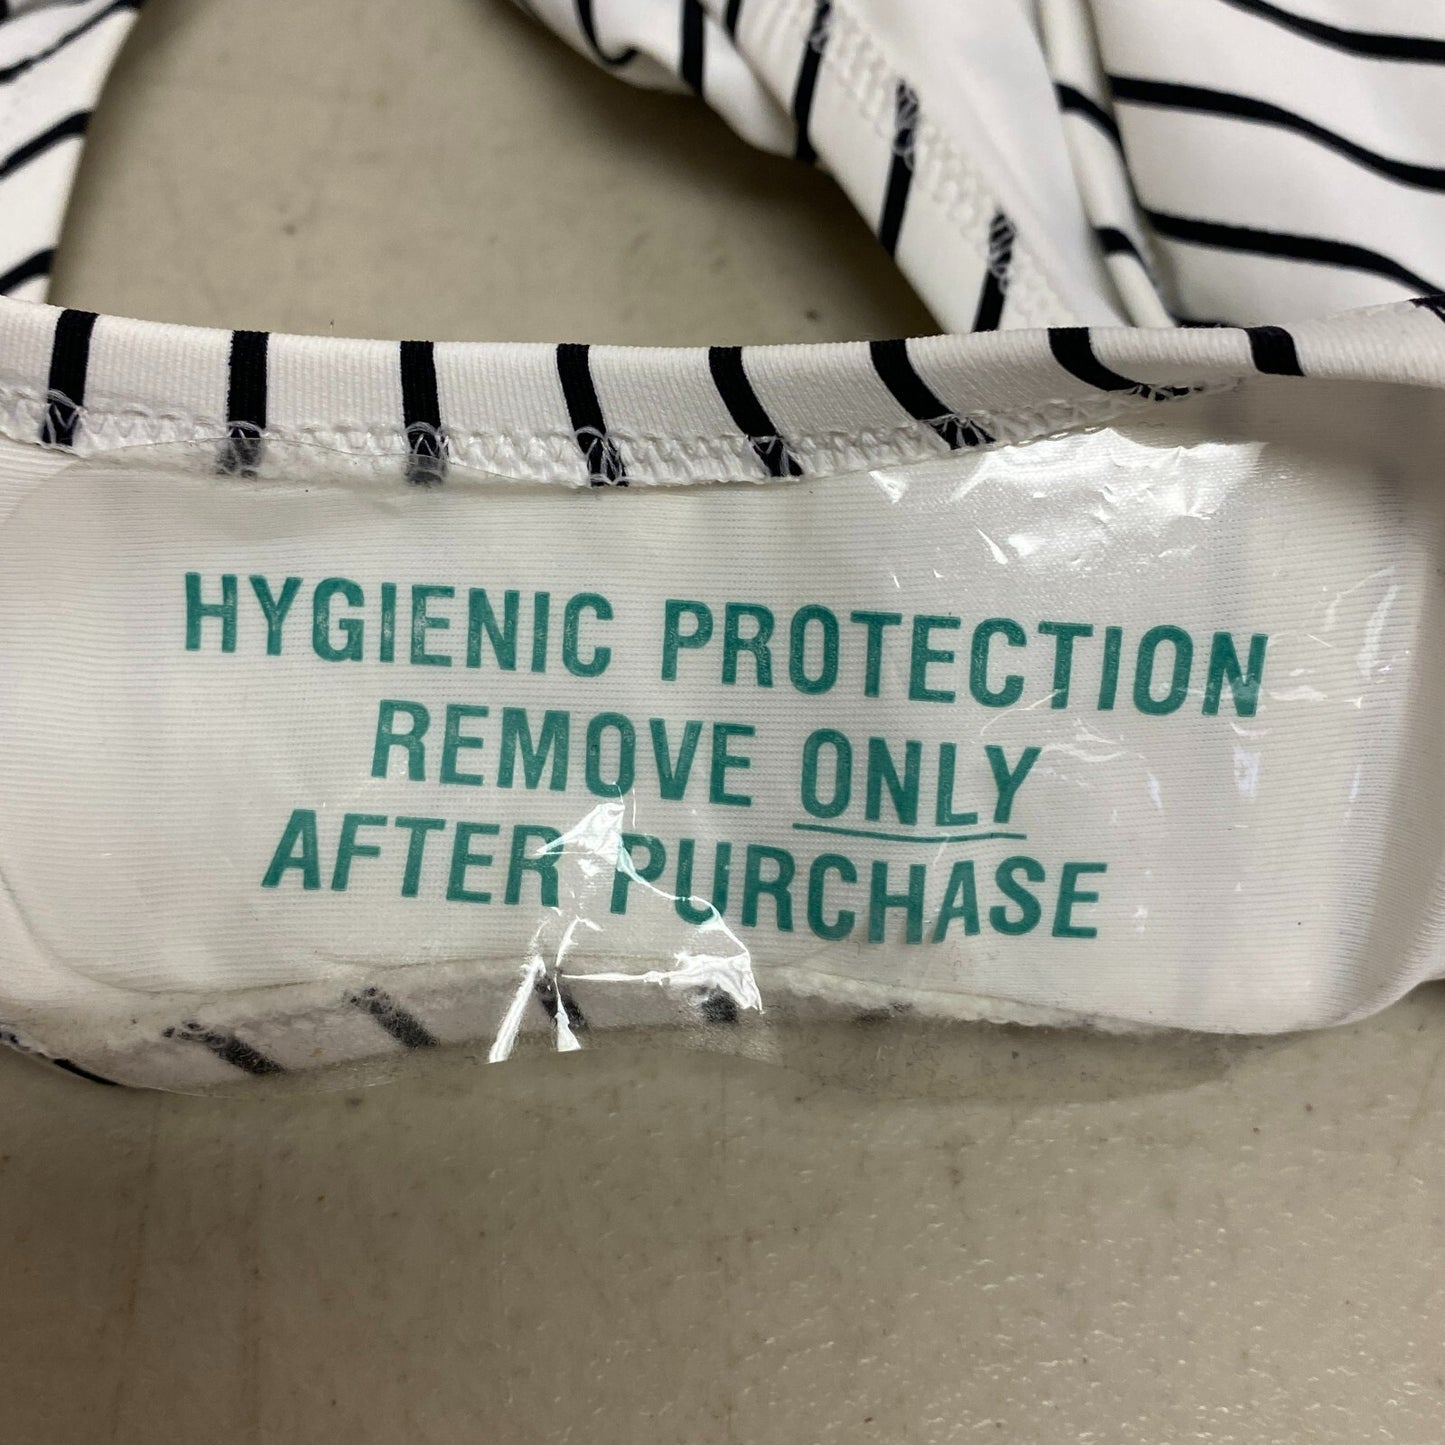 HYGIENIC PROTECTION
REMOVE ONLY
AFTER PURCHASE